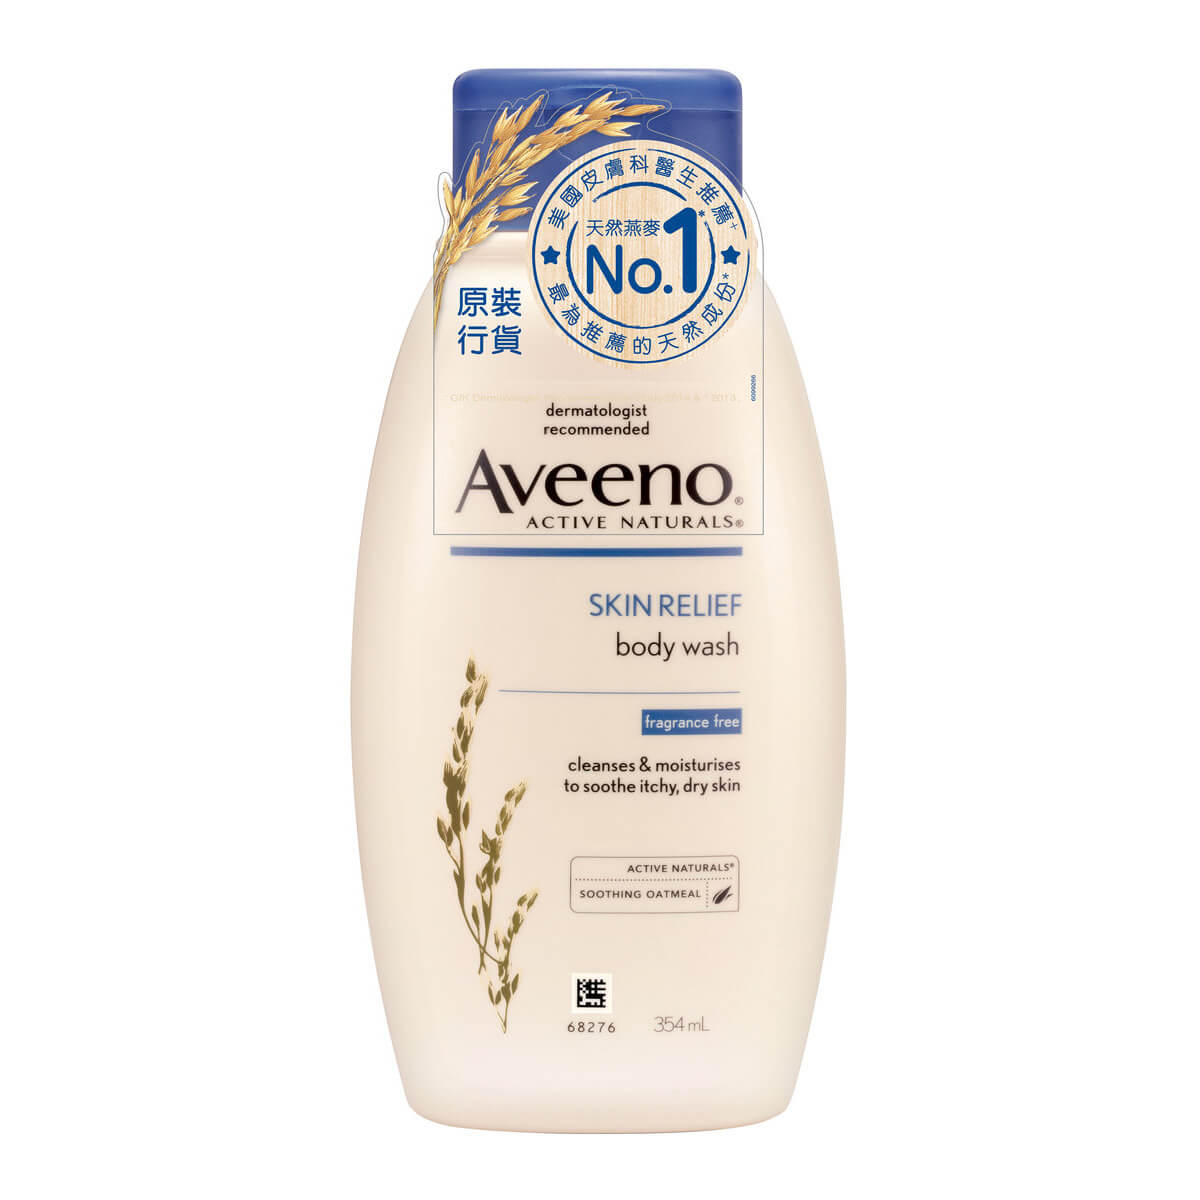 美國皮膚科醫生推薦+
天然燕麥
No.1*
最為推薦的天然成份*
原裝
行貨
6099266
dermatologist
recommended
Aveeno®
ACTIVE NATURALS®
SKIN RELIEF
body wash
fragrance free
cleanses & moisturises
to soothe itchy, dry skin
ACTIVE NATURALS®
SOOTHING OATMEAL
68276
354 mL